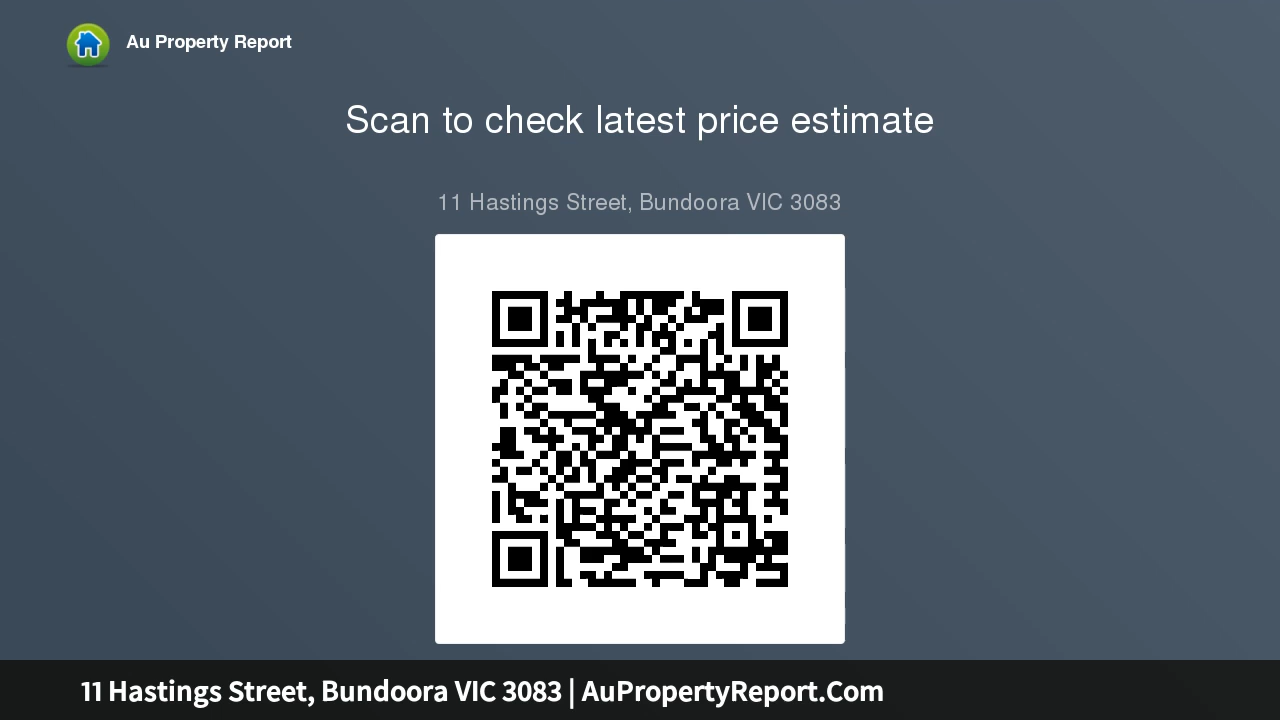 Au Property Report
Scan to check latest price estimate
11 Hastings Street, Bundoora VIC 3083
11 Hastings Street, Bundoora VIC 3083 | AuPropertyReport.Com